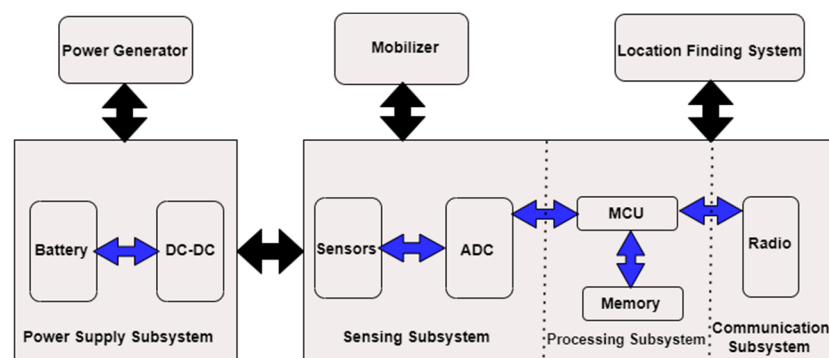 Power Generator
Mobilizer
Location Finding System
Battery
DC-DC
Sensors
ADC
MCU
Memory
Radio
Power Supply Subsystem
Sensing Subsystem
Processing Subsystem
Communication
Subsystem